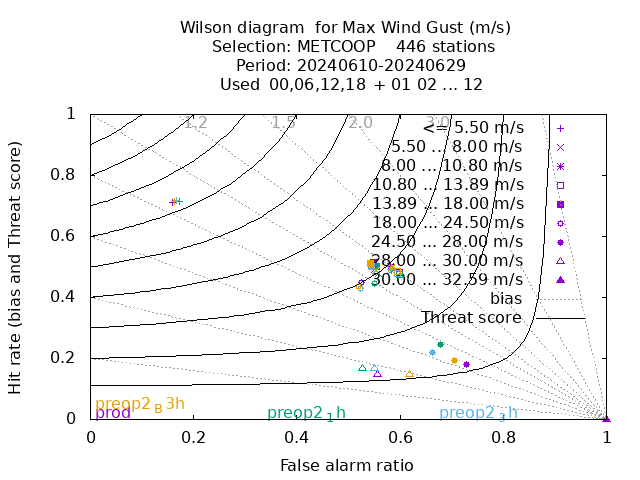 Wilson diagram  for Max Wind Gust (m/s)
Selection: METCOOP    446 stations
Period: 20240610-20240629
Used  00,06,12,18  + 01 02 ... 12
Hit rate (bias and Threat score)
1
0.8
0.6
0.4
0.2
0
1.2
1.5
2.0
3.0
<= 5.50 m/s
5.50 ... 8.00 m/s
8.00 ... 10.80 m/s
10.80 ... 13.89 m/s
13.89 ... 18.00 m/s
18.00 ... 24.50 m/s
24.50 ... 28.00 m/s
28.00 ... 30.00 m/s
30.00 ... 32.59 m/s
bias
Threat score
preop2_B3h
prod
preop2_1h
preop2_3h
0
0.2
0.4
0.6
0.8
1
False alarm ratio